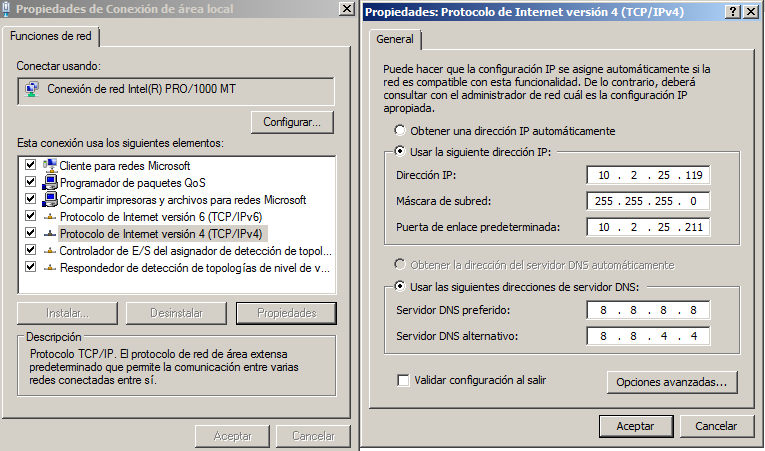 Propiedades de Conexión de área local
Funciones de red
Conectar usando:
Conexión de red Intel(R) PRO/1000 MT
Configurar...
Esta conexión usa los siguientes elementos:
Cliente para redes Microsoft
Programador de paquetes QoS
Compartir impresoras y archivos para redes Microsoft
Protocolo de Internet versión 6 (TCP/IPv6)
Protocolo de Internet versión 4 (TCP/IPv4)
Controlador de E/S del asignador de detección de topol...
Respondedor de detección de topologías de nivel de v...
Instalar...
Desinstalar
Propiedades
Descripción
Protocolo TCP/IP. El protocolo de red de área extensa
predeterminado que permite la comunicación entre varias
redes conectadas entre sí.
Aceptar
Cancelar
Propiedades: Protocolo de Internet versión 4 (TCP/IPv4)
General
Puede hacer que la configuración IP se asigne automáticamente si la
red es compatible con esta funcionalidad. De lo contrario, deberá
consultar con el administrador de red cuál es la configuración IP
apropiada.
Obtener una dirección IP automáticamente
Usar la siguiente dirección IP:
Dirección IP: 10 . 2 . 25 . 119
Máscara de subred: 255 . 255 . 255 . 0
Puerta de enlace predeterminada: 10 . 2 . 25 . 211
Obtener la dirección del servidor DNS automáticamente
Usar las siguientes direcciones de servidor DNS:
Servidor DNS preferido: 8 . 8 . 8 . 8
Servidor DNS alternativo: 8 . 8 . 4 . 4
Validar configuración al salir
Opciones avanzadas...
Aceptar
Cancelar